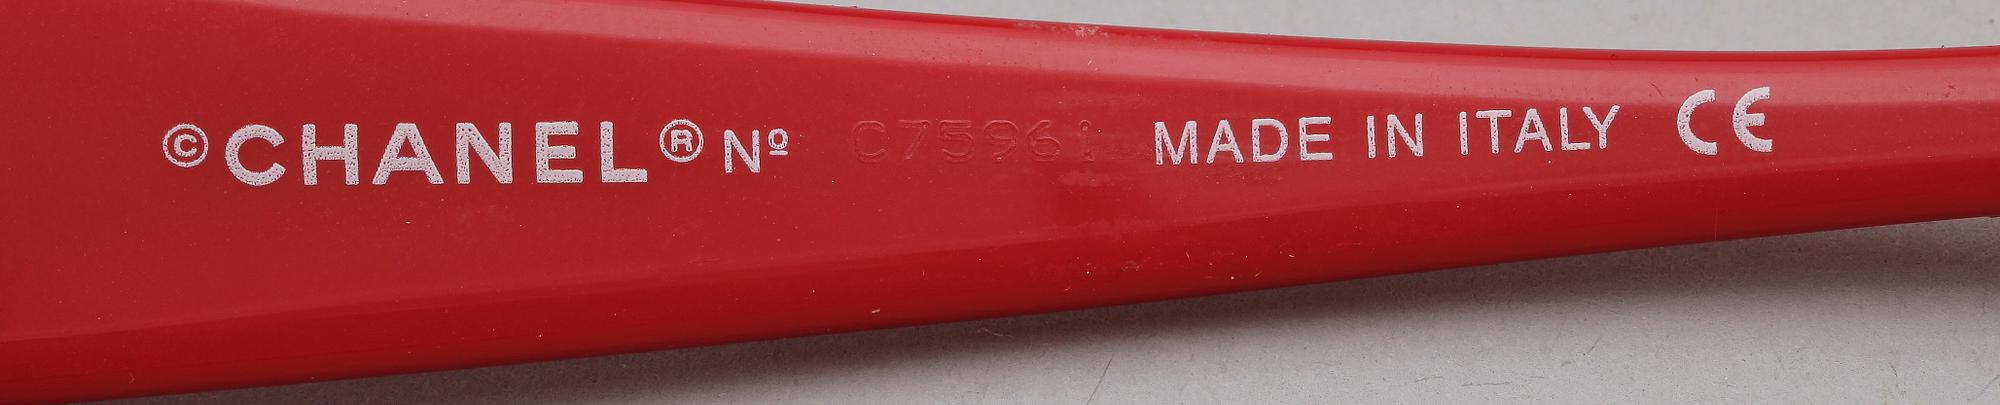 ©CHANEL® Nº C75961 MADE IN ITALY CE